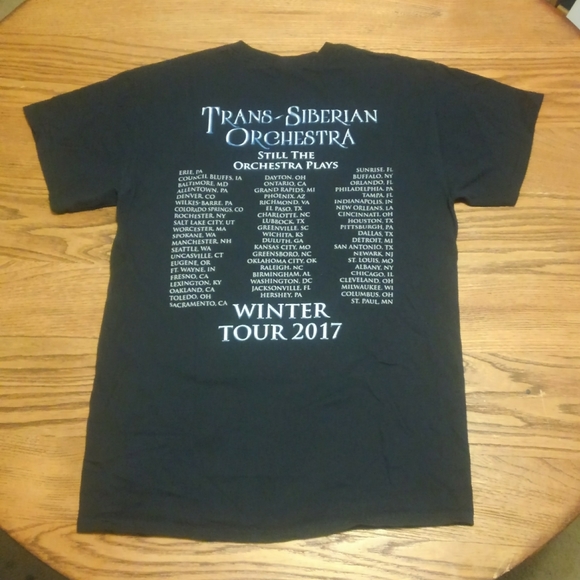 TRANS-SIBERIAN
ORCHESTRA
STILL THE
ORCHESTRA PLAYS
ERIE, PA
COUNCIL BLUFFS, IA
BALTIMORE, MD
ALLENTOWN, PA
DENVER, CO
WILKES-BARRE, PA
COLORADO SPRINGS, CO
ROCHESTER, NY
SALT LAKE CITY, UT
WORCESTER, MA
SPOKANE, WA
MANCHESTER, NH
SEATTLE, WA
UNCASVILLE, CT
EUGENE, OR
FT. WAYNE, IN
FRESNO, CA
LEXINGTON, KY
OAKLAND, CA
TOLEDO, OH
SACRAMENTO, CA
DAYTON, OH
ONTARIO, CA
GRAND RAPIDS, MI
PHOENIX, AZ
RICHMOND, VA
EL PASO, TX
CHARLOTTE, NC
LUBBOCK, TX
GREENVILLE, SC
WICHITA, KS
DULUTH, GA
KANSAS CITY, MO
GREENSBORO, NC
OKLAHOMA CITY, OK
RALEIGH, NC
BIRMINGHAM, AL
WASHINGTON, DC
JACKSONVILLE, FL
HERSHEY, PA
SUNRISE, FL
BUFFALO, NY
ORLANDO, FL
PHILADELPHIA, PA
TAMPA, FL
INDIANAPOLIS, IN
NEW ORLEANS, LA
CINCINNATI, OH
HOUSTON, TX
PITTSBURGH, PA
DALLAS, TX
DETROIT, MI
SAN ANTONIO, TX
NEWARK, NJ
ST. LOUIS, MO
ALBANY, NY
CHICAGO, IL
CLEVELAND, OH
MILWAUKEE, WI
COLUMBUS, OH
ST. PAUL, MN
WINTER
TOUR 2017